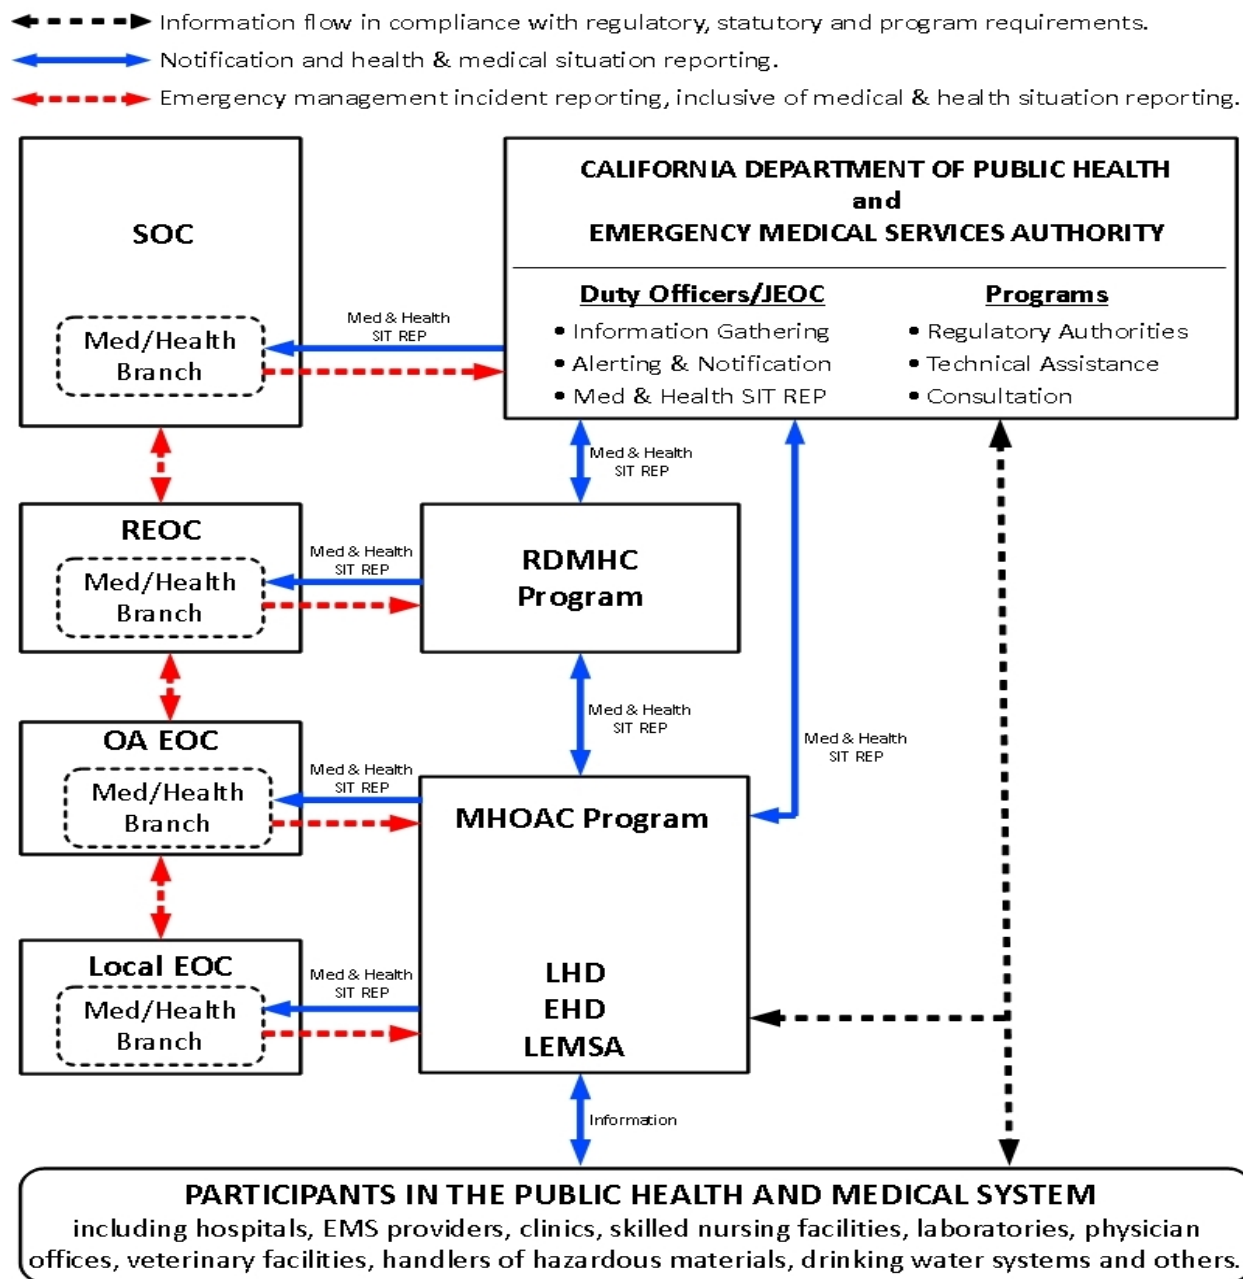 Information flow in compliance with regulatory, statutory and program requirements.
Notification and health & medical situation reporting.
Emergency management incident reporting, inclusive of medical & health situation reporting.
SOC
Med/Health
Branch
Med & Health
SIT REP
CALIFORNIA DEPARTMENT OF PUBLIC HEALTH
and
EMERGENCY MEDICAL SERVICES AUTHORITY
Duty Officers/JEOC
• Information Gathering
• Alerting & Notification
• Med & Health SIT REP
Programs
• Regulatory Authorities
• Technical Assistance
• Consultation
Med & Health
SIT REP
REOC
Med/Health
Branch
Med & Health
SIT REP
RDMHC
Program
Med & Health
SIT REP
Med & Health
SIT REP
OA EOC
Med/Health
Branch
Med & Health
SIT REP
MHOAC Program
LHD
EHD
LEMSA
Local EOC
Med/Health
Branch
Med & Health
SIT REP
Information
PARTICIPANTS IN THE PUBLIC HEALTH AND MEDICAL SYSTEM
including hospitals, EMS providers, clinics, skilled nursing facilities, laboratories, physician
offices, veterinary facilities, handlers of hazardous materials, drinking water systems and others.